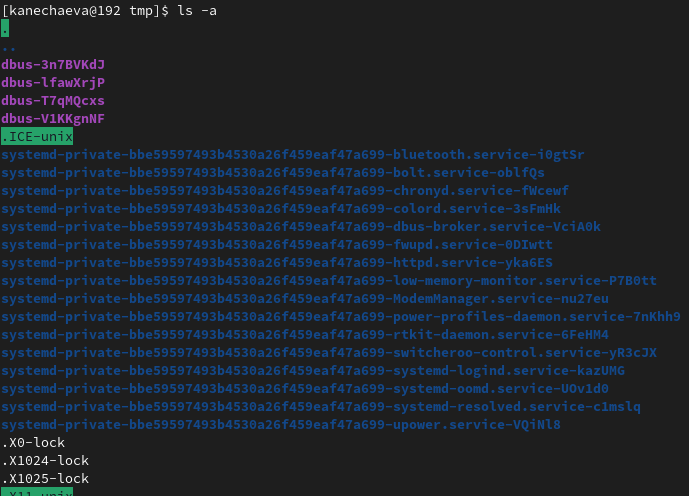 [kanechaeva@192 tmp]$ ls -a
.
..
dbus-3n7BVKdJ
dbus-lfawXrjP
dbus-T7qMQcxs
dbus-V1KKgnNF
.ICE-unix
systemd-private-bbe59597493b4530a26f459eaf47a699-bluetooth.service-i0gtSr
systemd-private-bbe59597493b4530a26f459eaf47a699-bolt.service-oblfQs
systemd-private-bbe59597493b4530a26f459eaf47a699-chronyd.service-fWcewf
systemd-private-bbe59597493b4530a26f459eaf47a699-colord.service-3sFmHk
systemd-private-bbe59597493b4530a26f459eaf47a699-dbus-broker.service-VciA0k
systemd-private-bbe59597493b4530a26f459eaf47a699-fwupd.service-0DIwtt
systemd-private-bbe59597493b4530a26f459eaf47a699-httpd.service-yka6ES
systemd-private-bbe59597493b4530a26f459eaf47a699-low-memory-monitor.service-P7B0tt
systemd-private-bbe59597493b4530a26f459eaf47a699-ModemManager.service-nu27eu
systemd-private-bbe59597493b4530a26f459eaf47a699-power-profiles-daemon.service-7nKhh9
systemd-private-bbe59597493b4530a26f459eaf47a699-rtkit-daemon.service-6FeHM4
systemd-private-bbe59597493b4530a26f459eaf47a699-switcheroo-control.service-yR3cJX
systemd-private-bbe59597493b4530a26f459eaf47a699-systemd-logind.service-kazUMG
systemd-private-bbe59597493b4530a26f459eaf47a699-systemd-oomd.service-UOv1d0
systemd-private-bbe59597493b4530a26f459eaf47a699-systemd-resolved.service-c1mslq
systemd-private-bbe59597493b4530a26f459eaf47a699-upower.service-VQiNl8
.X0-lock
.X1024-lock
.X1025-lock
.X11-unix